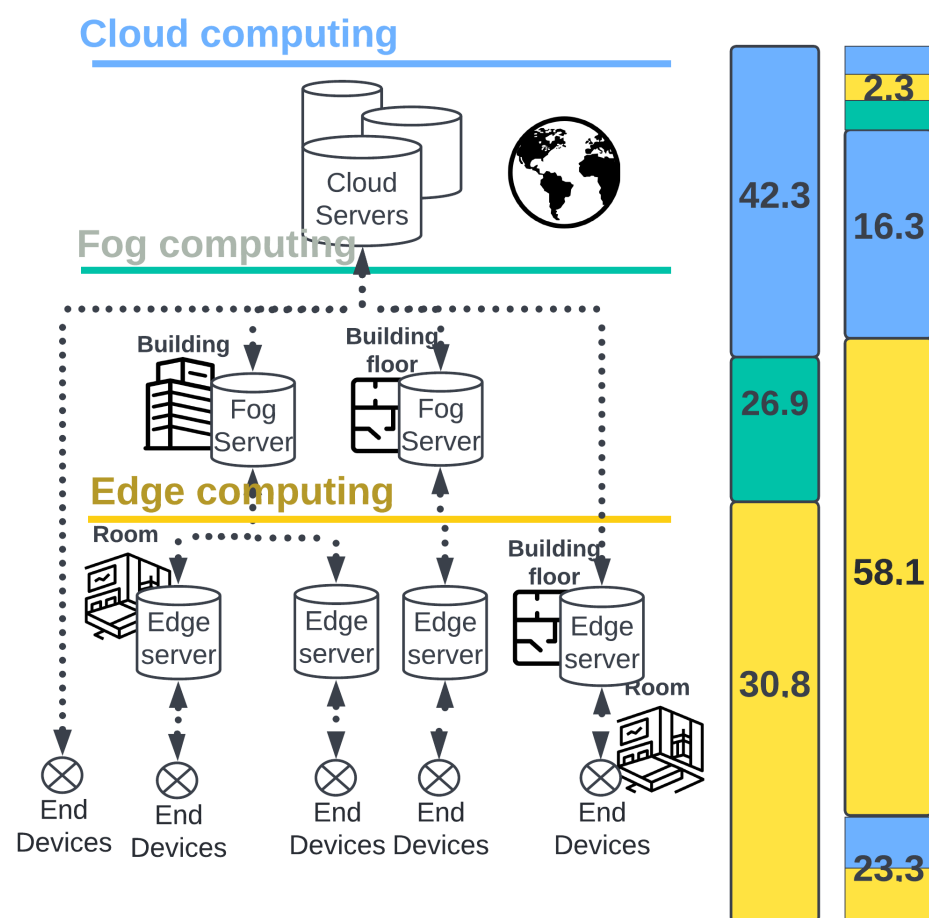 Cloud computing
Cloud
Servers
Fog computing
Building
Building
floor
Fog
Server
Fog
Server
Edge computing
Room
Building
floor
Edge
server
Edge
server
Edge
server
Edge
server
Room
End
Devices
End
Devices
End
Devices
End
Devices
End
Devices
42.3
26.9
30.8
2.3
16.3
58.1
23.3